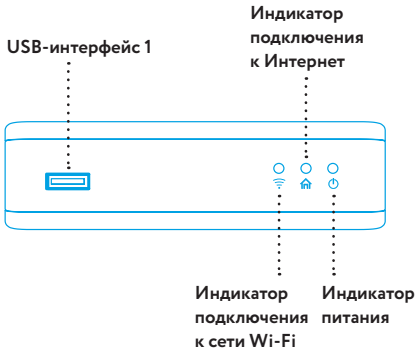 Индикатор
подключения
к Интернет
USB-интерфейс 1
Индикатор
подключения
к сети Wi-Fi
Индикатор
питания